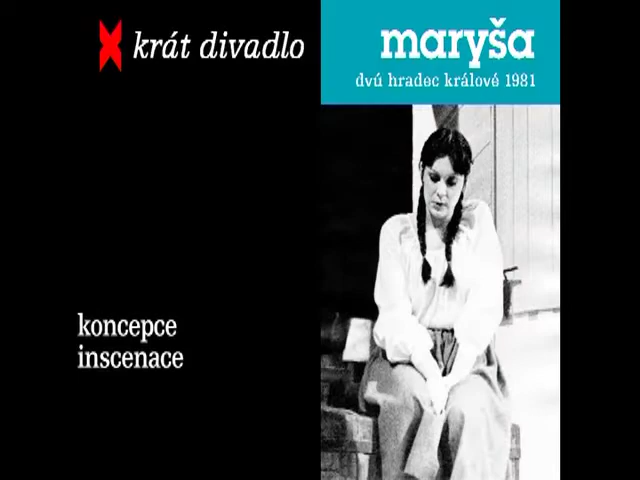 krát divadlo
maryša
dvú hradec králové 1981
koncepce
inscenace